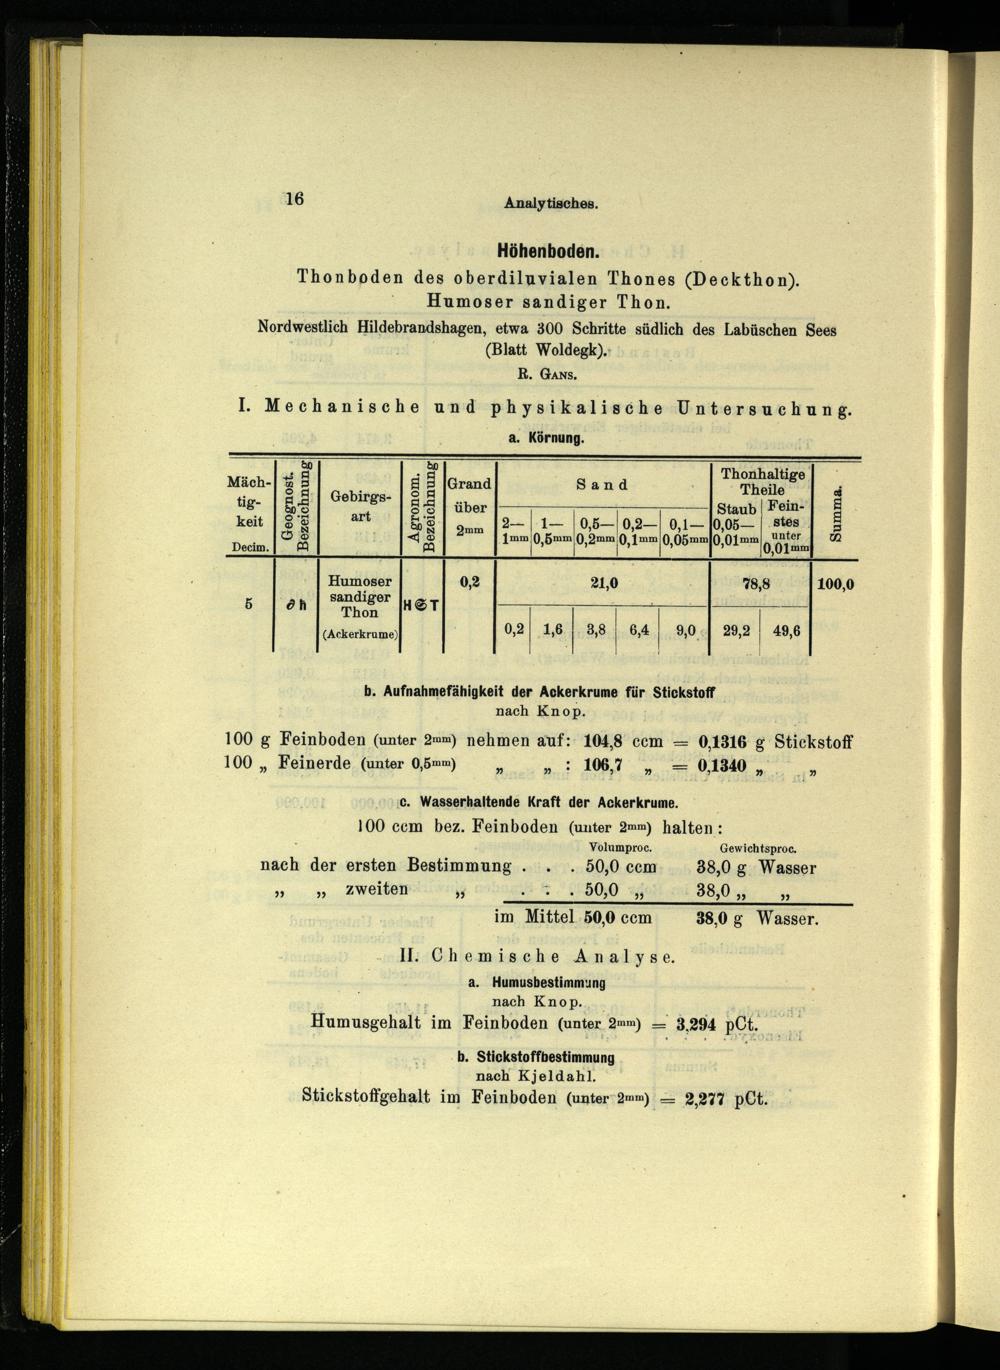 16
Analytisches.
Höhenboden.
Thonboden des oberdiluvialen Thones (Deckthon).
Humoser sandiger Thon.
Nordwestlich Hildebrandshagen, etwa 300 Schritte südlich des Labüschen Sees
(Blatt Woldegk).
R. Gans.
I. Mechanische und physikalische Untersuchung.
a. Körnung.
Mäch-
tig-
keit
Decim.
Geognost.
Bezeichnung
Gebirgs-
art
Agronom.
Bezeichnung
Grand
über
2mm
Sand
2—
1mm
1—
0,5mm
0,5—
0,2mm
0,2—
0,1mm
0,1—
0,05mm
Thonhaltige
Theile
Staub
0,05—
0,01mm
Fein-
stes
unter
0,01mm
Summa.
5
∂h
Humoser
sandiger
Thon
(Ackerkrume)
HST
0,2
21,0
78,8
100,0
0,2 1,6 3,8 6,4 9,0 29,2 49,6
b. Aufnahmefähigkeit der Ackerkrume für Stickstoff
nach Knop.
100 g Feinboden (unter 2mm) nehmen auf: 104,8 ccm = 0,1316 g Stickstoff
100 „ Feinerde (unter 0,5mm) „ „ : 106,7 „ = 0,1340 „ „
c. Wasserhaltende Kraft der Ackerkrume.
100 ccm bez. Feinboden (unter 2mm) halten:
Volumproc. Gewichtsproc.
nach der ersten Bestimmung . . . 50,0 ccm 38,0 g Wasser
„ „ zweiten „ . . . 50,0 „ 38,0 „ „
im Mittel 50,0 ccm 38,0 g Wasser.
II. Chemische Analyse.
a. Humusbestimmung
nach Knop.
Humusgehalt im Feinboden (unter 2mm) = 3,294 pCt.
b. Stickstoffbestimmung
nach Kjeldahl.
Stickstoffgehalt im Feinboden (unter 2mm) = 2,277 pCt.